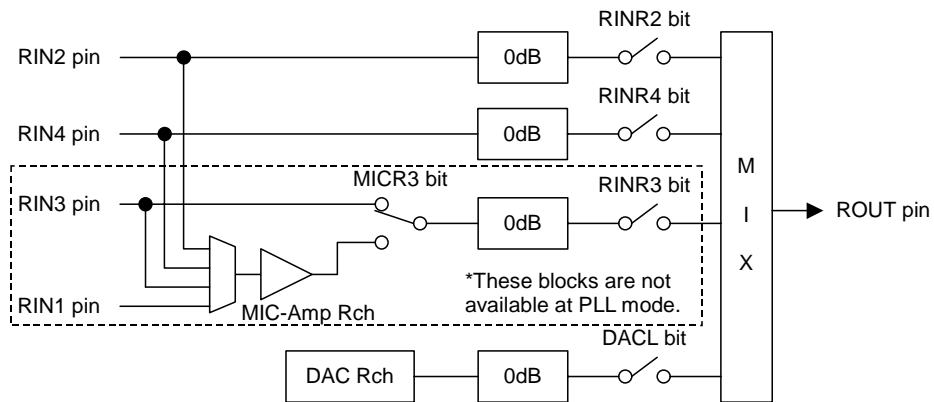 RINR2 bit
RIN2 pin
0dB
RINR4 bit
RIN4 pin
0dB
MICR3 bit
RINR3 bit
RIN3 pin
0dB
M
I
X
ROUT pin
*These blocks are not
available at PLL mode.
RIN1 pin
MIC-Amp Rch
DACL bit
DAC Rch
0dB